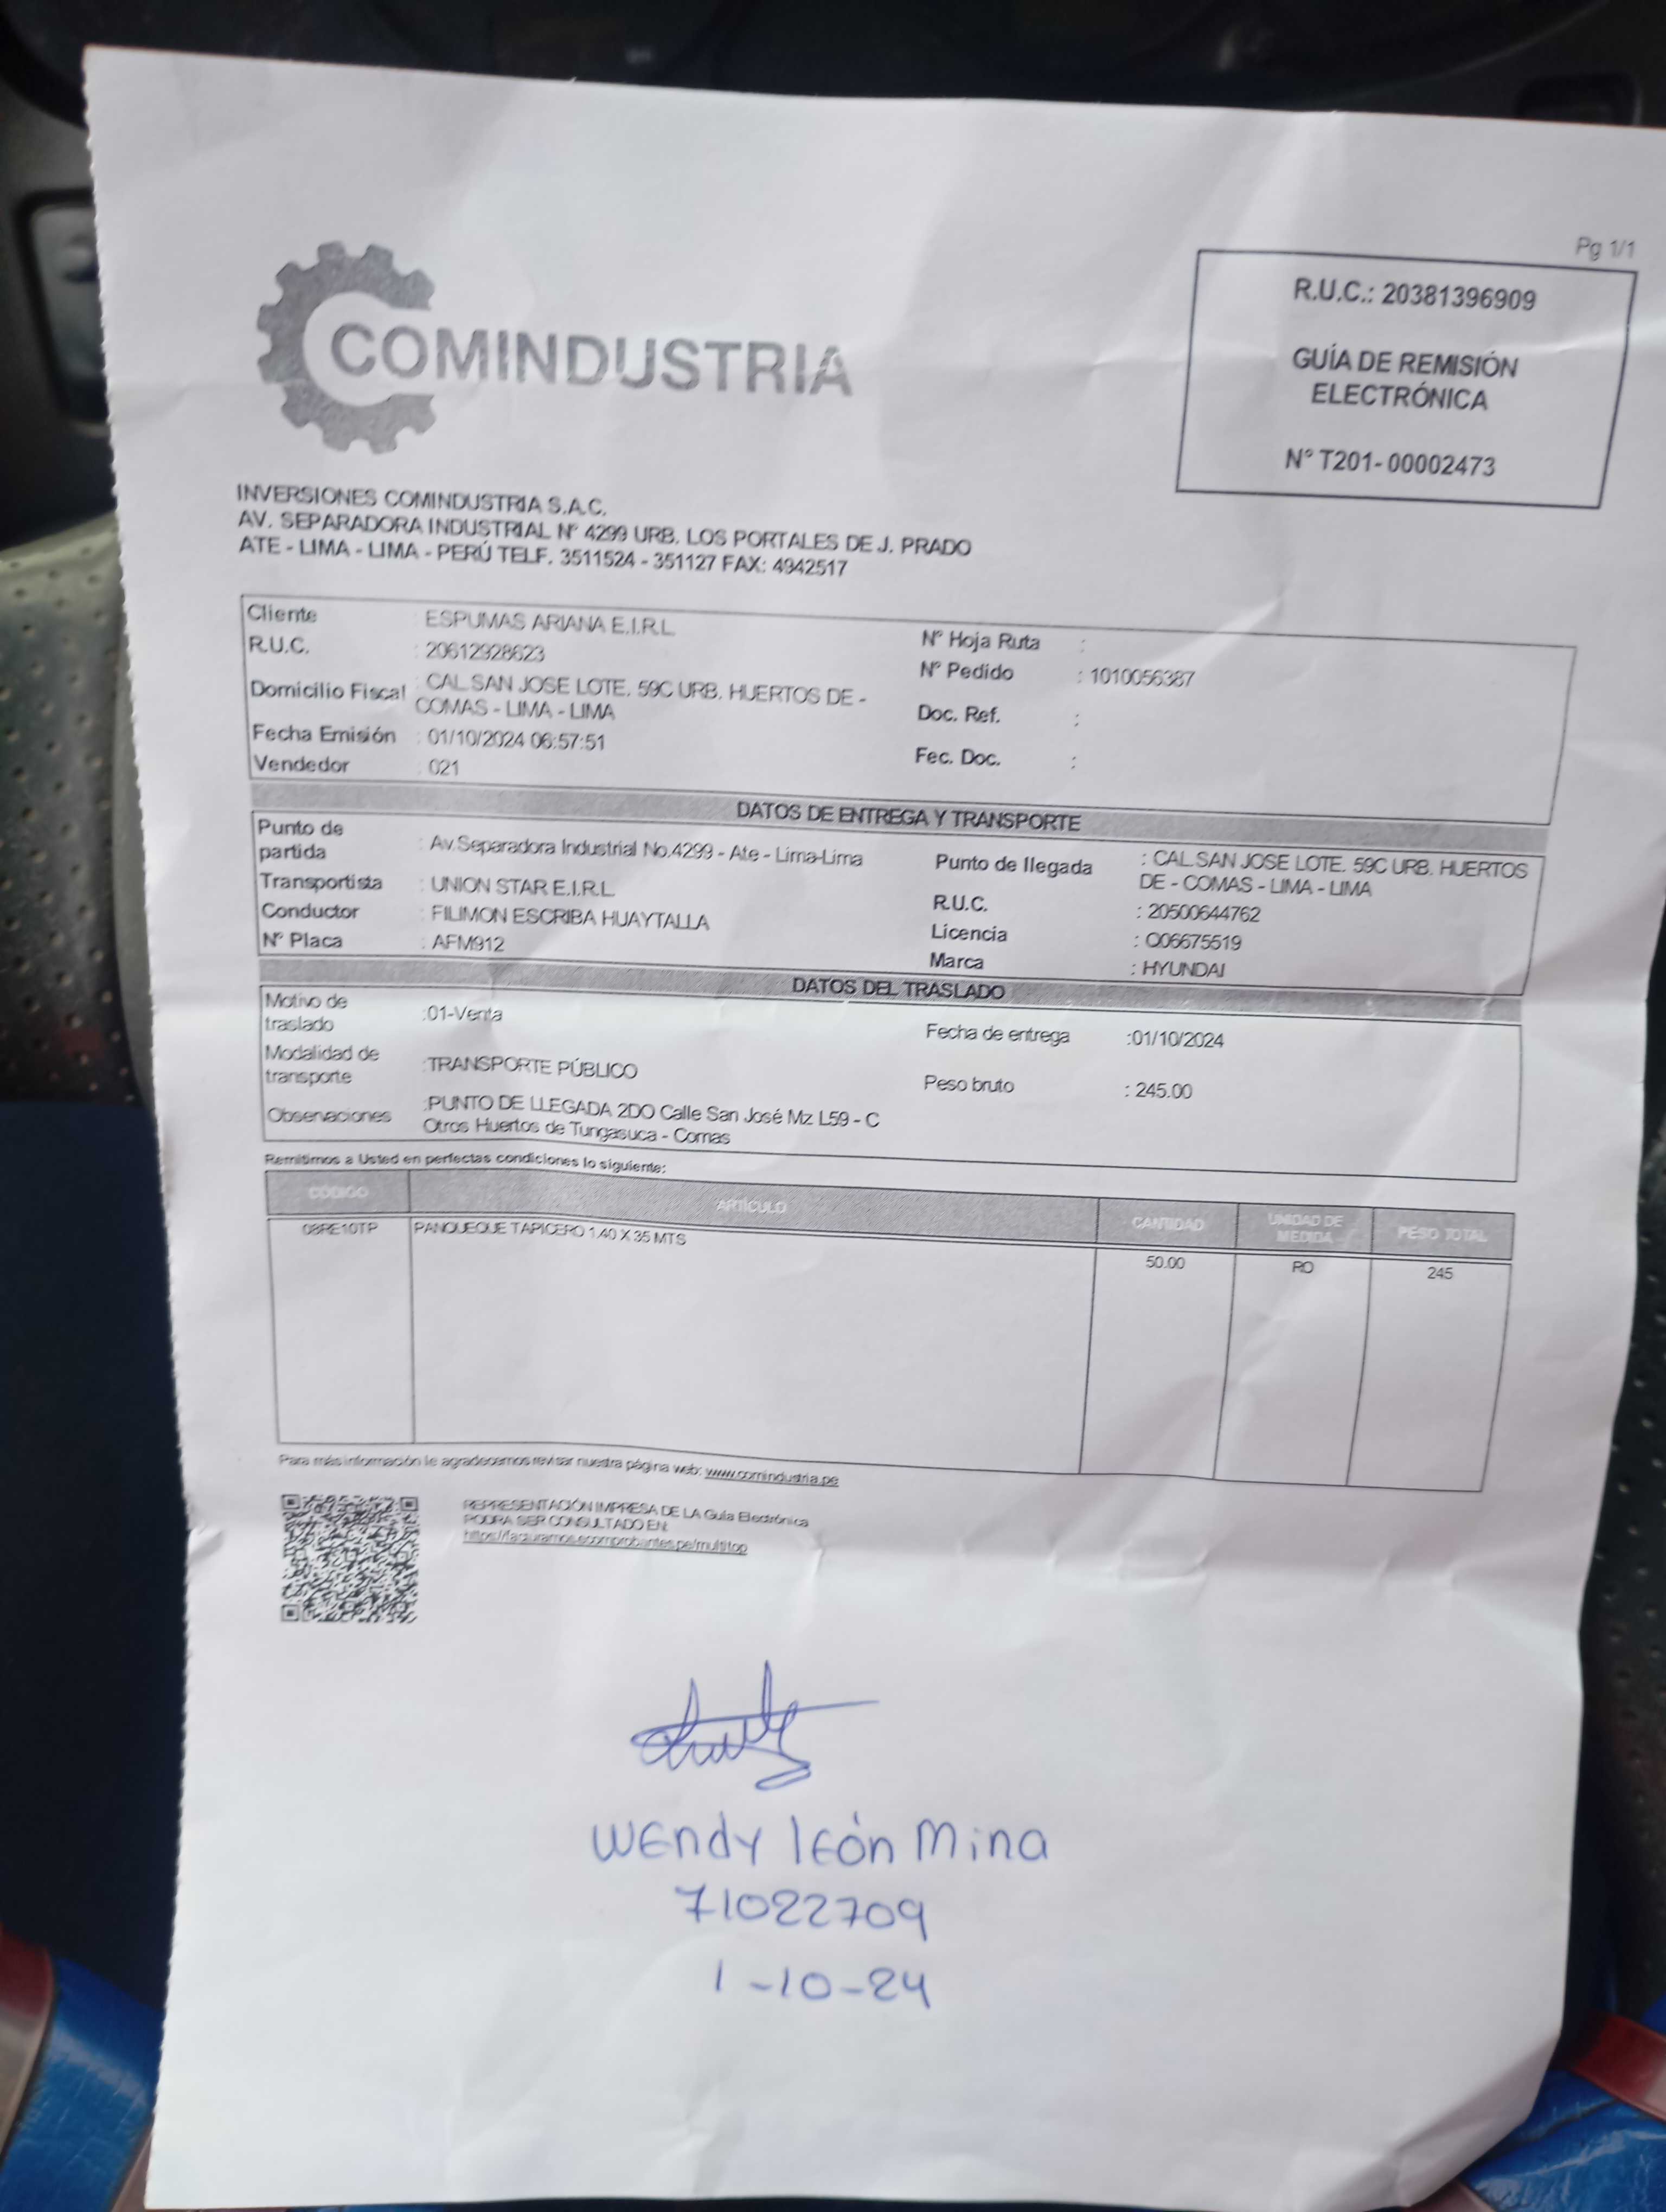 Pg 1/1
R.U.C.: 20381396909
GUÍA DE REMISIÓN
ELECTRÓNICA
N° T201-00002473
COMINDUSTRIA
INVERSIONES COMINDUSTRIA S.A.C.
AV. SEPARADORA INDUSTRIAL N° 4299 URB. LOS PORTALES DE J. PRADO
ATE - LIMA - LIMA - PERÚ TELF. 3511524 - 351127 FAX: 4942517
Cliente : ESPUMAS ARIANA E.I.R.L.
R.U.C. : 20612928623
Domicilio Fiscal : CAL.SAN JOSE LOTE. 59C URB. HUERTOS DE -
COMAS - LIMA - LIMA
Fecha Emisión : 01/10/2024 06:57:51
Vendedor : 021
N° Hoja Ruta :
N° Pedido : 1010056387
Doc. Ref. :
Fec. Doc. :
DATOS DE ENTREGA Y TRANSPORTE
Punto de
partida : Av.Separadora Industrial No.4299 - Ate - Lima-Lima
Transportista : UNION STAR E.I.R.L.
Conductor : FILIMON ESCRIBA HUAYTALLA
N° Placa : AFM912
Punto de llegada : CAL.SAN JOSE LOTE. 59C URB. HUERTOS
DE - COMAS - LIMA - LIMA
R.U.C. : 20500644762
Licencia : Q06675519
Marca : HYUNDAI
DATOS DEL TRASLADO
Motivo de
traslado :01-Venta
Modalidad de
transporte :TRANSPORTE PÚBLICO
Observaciones :PUNTO DE LLEGADA 2DO Calle San José Mz L59 - C
Otros Huertos de Tungasuca - Comas
Fecha de entrega :01/10/2024
Peso bruto : 245.00
Remitimos a Usted en perfectas condiciones lo siguiente:
CÓDIGO ARTÍCULO CANTIDAD UNIDAD DE MEDIDA PESO TOTAL
08RE10TP PANQUEQUE TAPICERO 1.40 X 35 MTS 50.00 RO 245
Para más información le agradecemos revisar nuestra página web: www.comindustria.pe
REPRESENTACIÓN IMPRESA DE LA Guía Electrónica
PODRA SER CONSULTADO EN:
https://facturamos.ecomprobantes.pe/multitop
Wendy León Mina
71022709
1-10-24